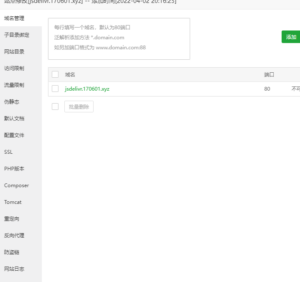 站点修改[jsdelivr.170601.xyz] -- 添加时间[2022-04-02 20:16:25]
域名管理
子目录绑定
网站目录
访问限制
流量限制
伪静态
默认文档
配置文件
SSL
PHP版本
Composer
Tomcat
重定向
反向代理
防盗链
网站日志
每行填写一个域名，默认为80端口
泛解析添加方法 *.domain.com
如另加端口格式为 www.domain.com:88
添加
域名 端口
jsdelivr.170601.xyz 80
批量删除